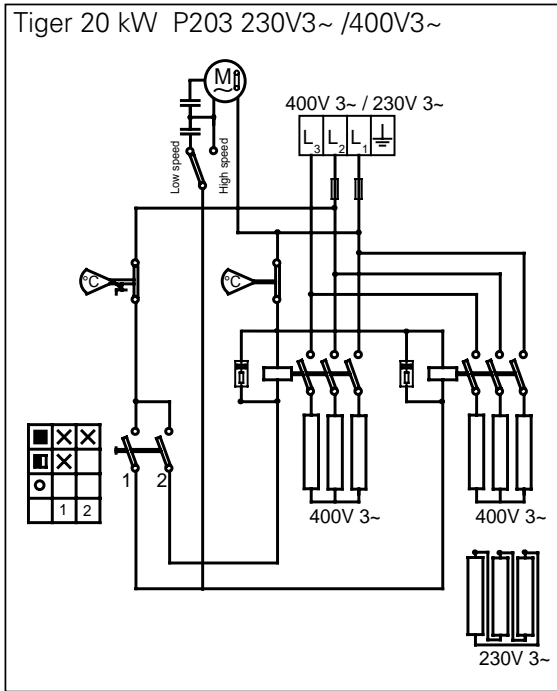 Tiger 20 kW P203 230V3~ /400V3~
M
~
400V 3~ / 230V 3~
L3 L2 L1
Low speed
High speed
°C
°C
1 2
1 2
400V 3~
400V 3~
230V 3~